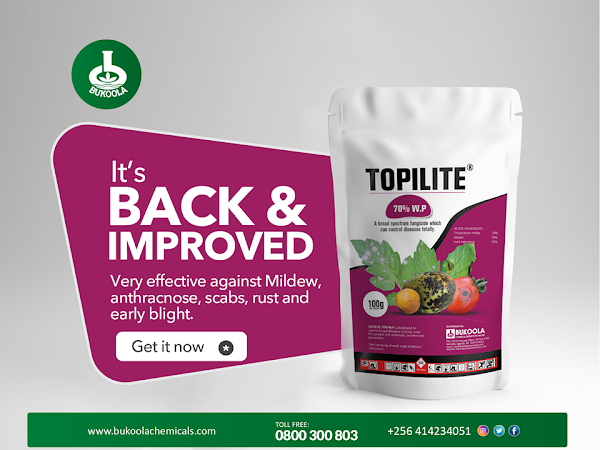 BUKOOLA
It's
BACK &
IMPROVED
Very effective against Mildew,
anthracnose, scabs, rust and
early blight.
Get it now
TOPILITE®
70% W.P
A broad spectrum fungicide which
can control diseases totally.
100g
BUKOOLA
www.bukoolachemicals.com
TOLL FREE:
0800 300 803
+256 414234051